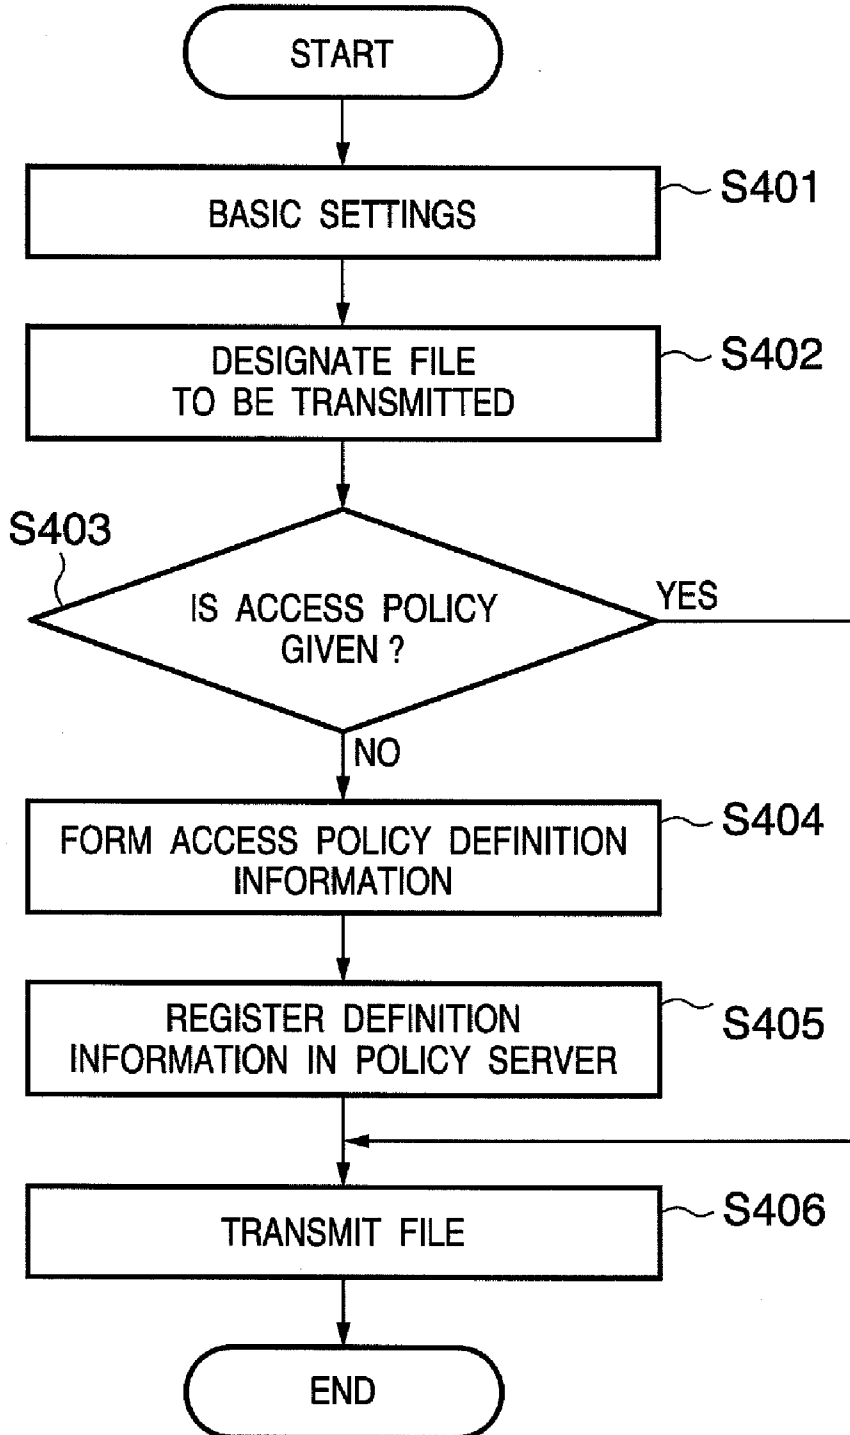 START
BASIC SETTINGS
S401
DESIGNATE FILE
TO BE TRANSMITTED
S402
S403
IS ACCESS POLICY
GIVEN ?
YES
NO
FORM ACCESS POLICY DEFINITION
INFORMATION
S404
REGISTER DEFINITION
INFORMATION IN POLICY SERVER
S405
TRANSMIT FILE
S406
END